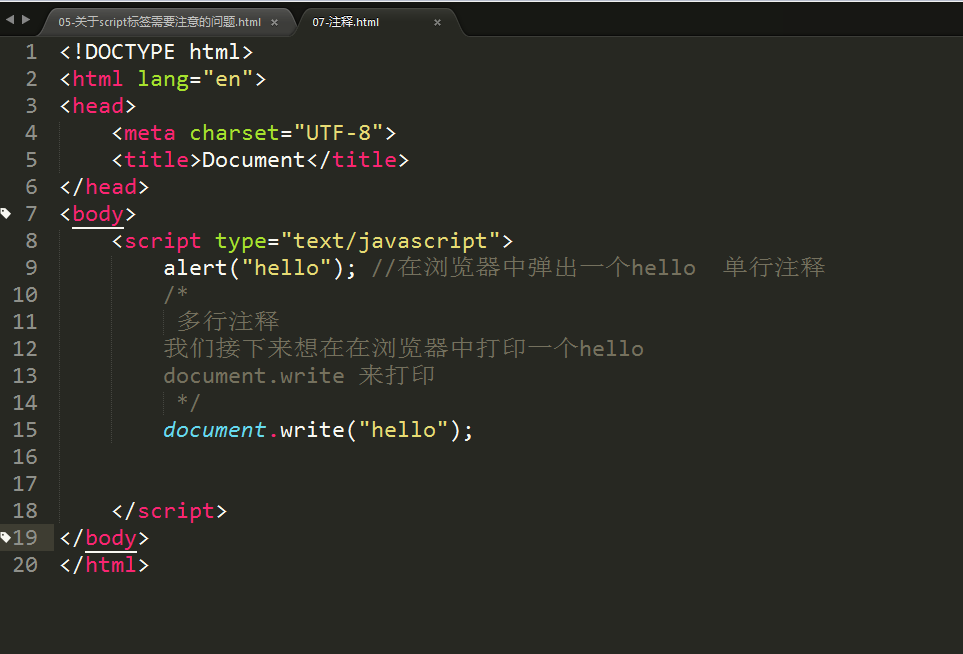 05-关于script标签需要注意的问题.html × 07-注释.html ×
1 <!DOCTYPE html>
2 <html lang="en">
3 <head>
4     <meta charset="UTF-8">
5     <title>Document</title>
6 </head>
7 <body>
8     <script type="text/javascript">
9         alert("hello"); //在浏览器中弹出一个hello  单行注释
10         /*
11          多行注释
12         我们接下来想在在浏览器中打印一个hello
13         document.write 来打印
14          */
15         document.write("hello");
16
17
18     </script>
19 </body>
20 </html>